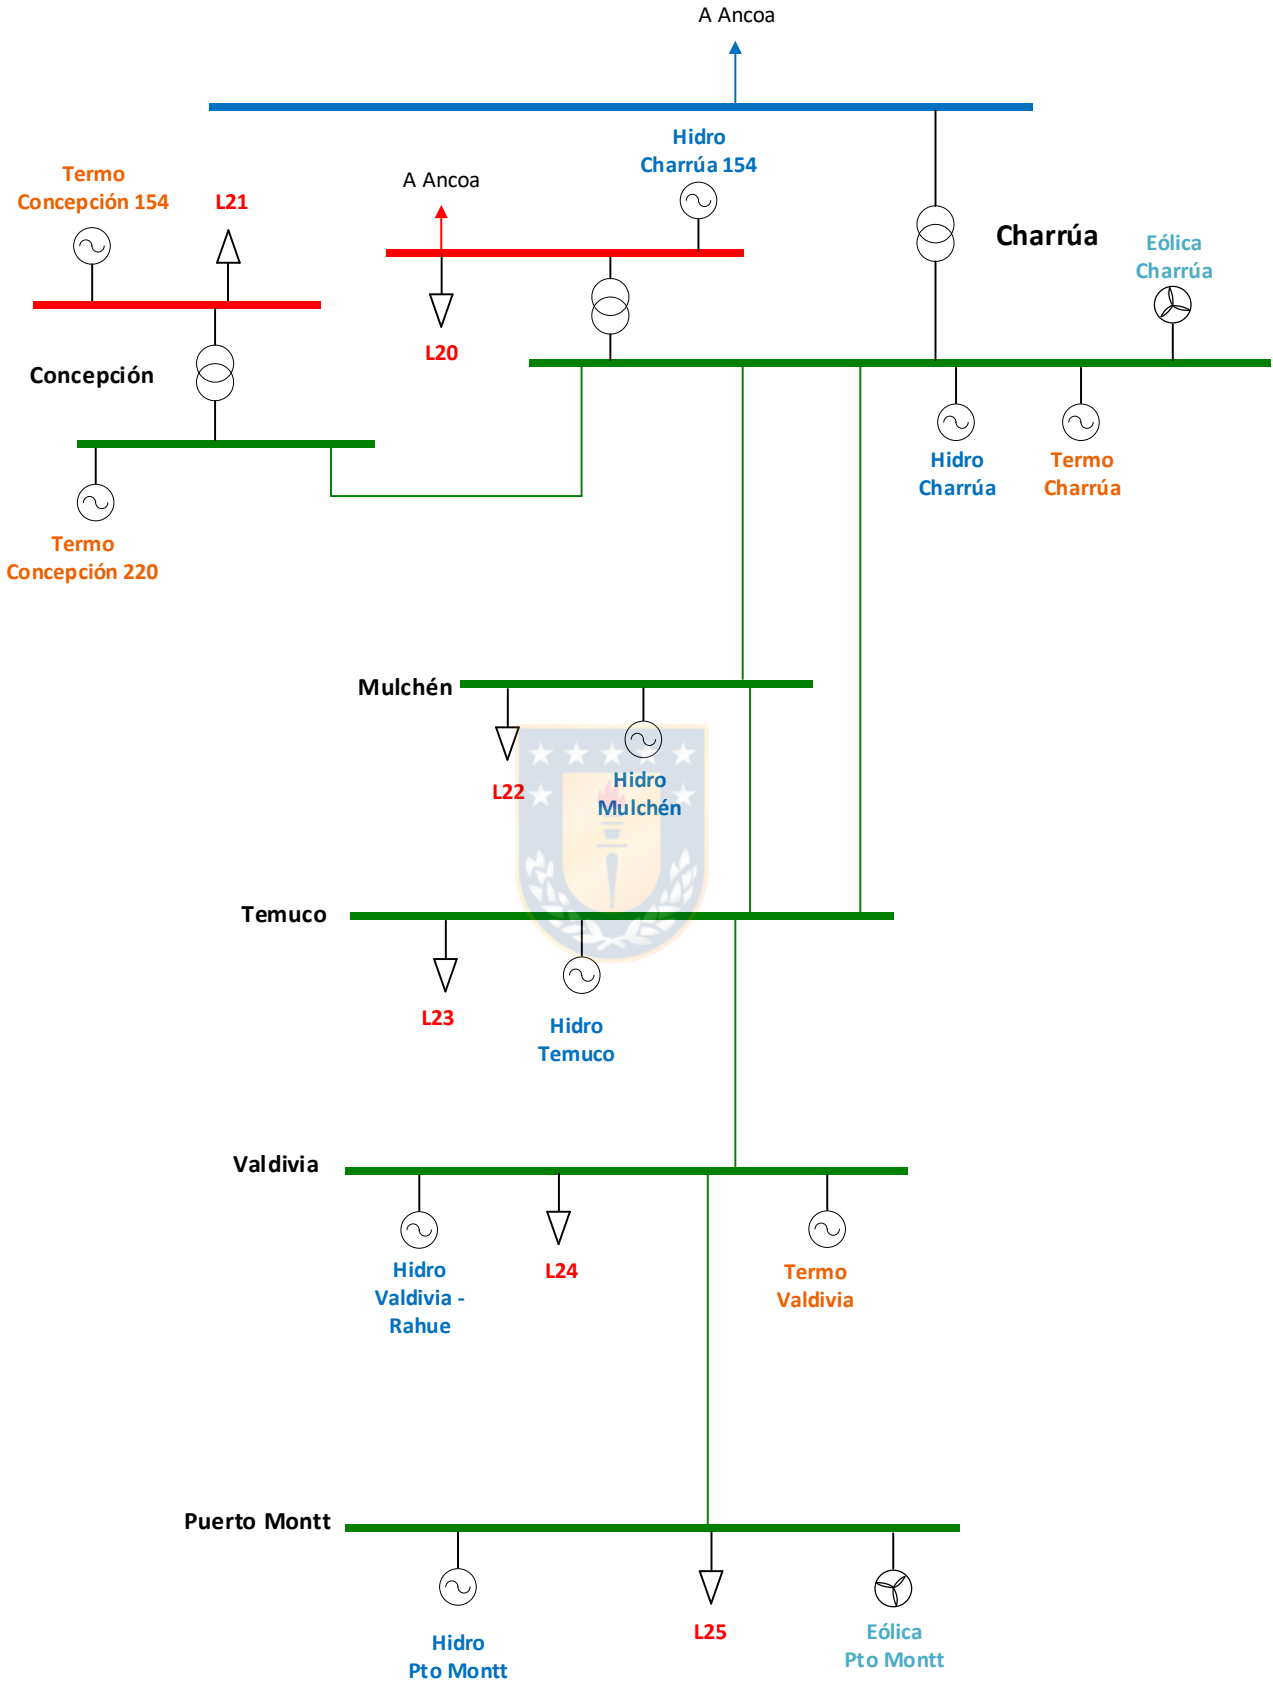 A Ancoa
Hidro
Charrúa 154
Termo
Concepción 154
L21
A Ancoa
Charrúa
Eólica
Charrúa
L20
Concepción
Hidro
Charrúa
Termo
Charrúa
Termo
Concepción 220
Mulchén
L22
Hidro
Mulchén
Temuco
L23
Hidro
Temuco
Valdivia
Hidro
Valdivia -
Rahue
L24
Termo
Valdivia
Puerto Montt
Hidro
Pto Montt
L25
Eólica
Pto Montt